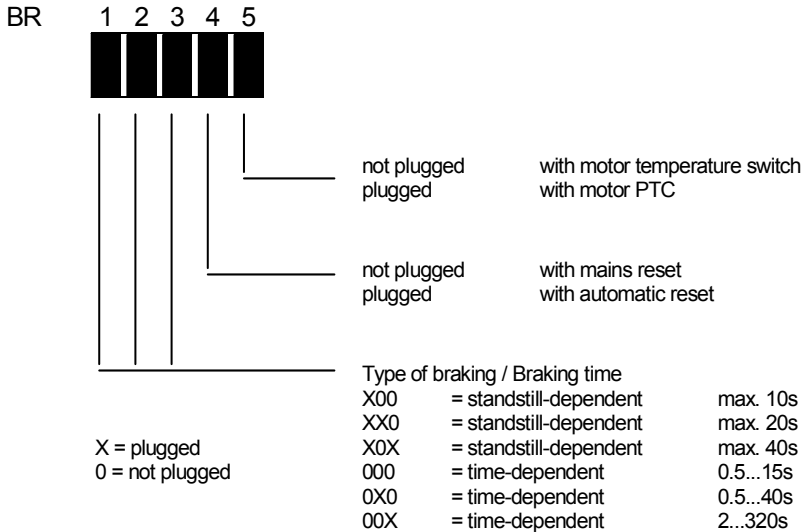 BR 1 2 3 4 5
not plugged with motor temperature switch
plugged with motor PTC
not plugged with mains reset
plugged with automatic reset
Type of braking / Braking time
X00 = standstill-dependent max. 10s
XX0 = standstill-dependent max. 20s
X = plugged X0X = standstill-dependent max. 40s
0 = not plugged 000 = time-dependent 0.5...15s
0X0 = time-dependent 0.5...40s
00X = time-dependent 2...320s